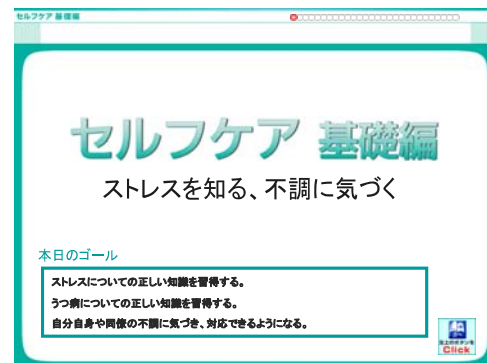 セルフケア 基礎編
セルフケア 基礎編
ストレスを知る、不調に気づく
本日のゴール
ストレスについての正しい知識を習得する。
うつ病についての正しい知識を習得する。
自分自身や同僚の不調に気づき、対応できるようになる。
Click